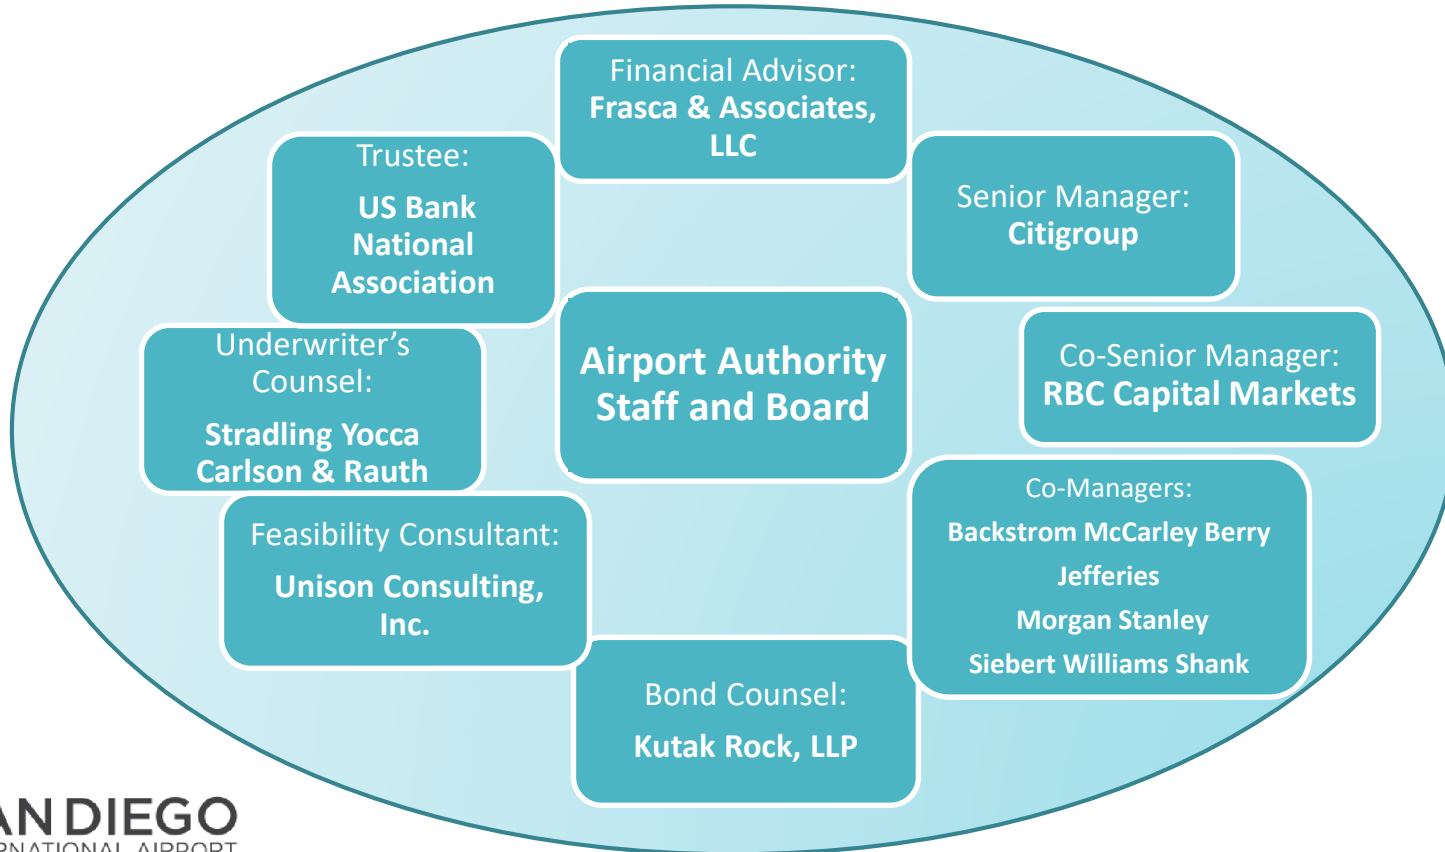 Financial Advisor:
Frasca & Associates,
LLC
Trustee:
US Bank
National
Association
Senior Manager:
Citigroup
Underwriter’s
Counsel:
Stradling Yocca
Carlson & Rauth
Airport Authority
Staff and Board
Co-Senior Manager:
RBC Capital Markets
Co-Managers:
Backstrom McCarley Berry
Jefferies
Morgan Stanley
Siebert Williams Shank
Feasibility Consultant:
Unison Consulting,
Inc.
Bond Counsel:
Kutak Rock, LLP
AN DIEGO
RNATIONAL AIRPORT